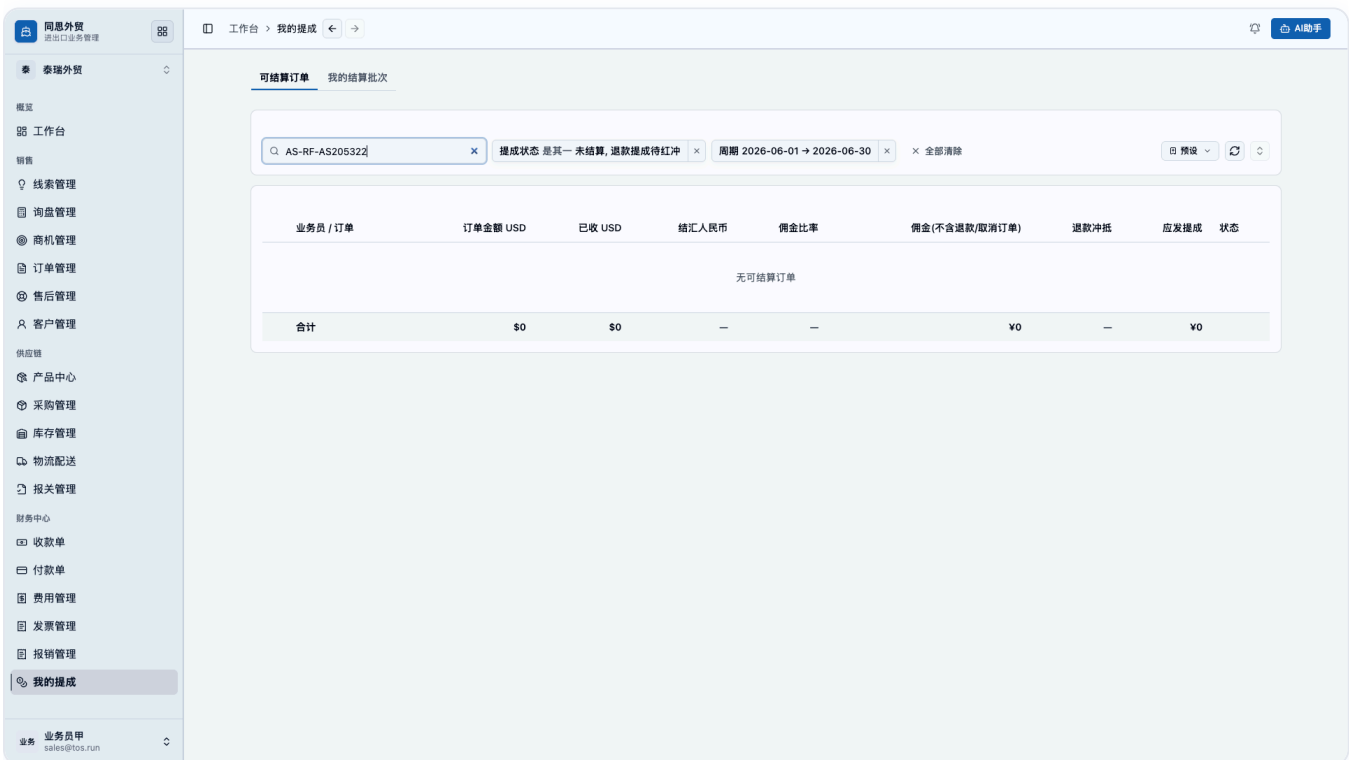 同思外贸
进出口业务管理
泰 泰瑞外贸
概览
工作台
销售
线索管理
询盘管理
商机管理
订单管理
售后管理
客户管理
供应链
产品中心
采购管理
库存管理
物流配送
报关管理
财务中心
收款单
付款单
费用管理
发票管理
报销管理
我的提成
业务 业务员甲
sales@tos.run
工作台 > 我的提成 ← →
AI助手
可结算订单 我的结算批次
AS-RF-AS205322 × 提成状态 是其一 未结算, 退款提成待红冲 × 周期 2026-06-01 → 2026-06-30 × × 全部清除 预设
业务员 / 订单 订单金额 USD 已收 USD 结汇人民币 佣金比率 佣金(不含退款/取消订单) 退款冲抵 应发提成 状态
无可结算订单
合计 $0 $0 — — ¥0 — ¥0